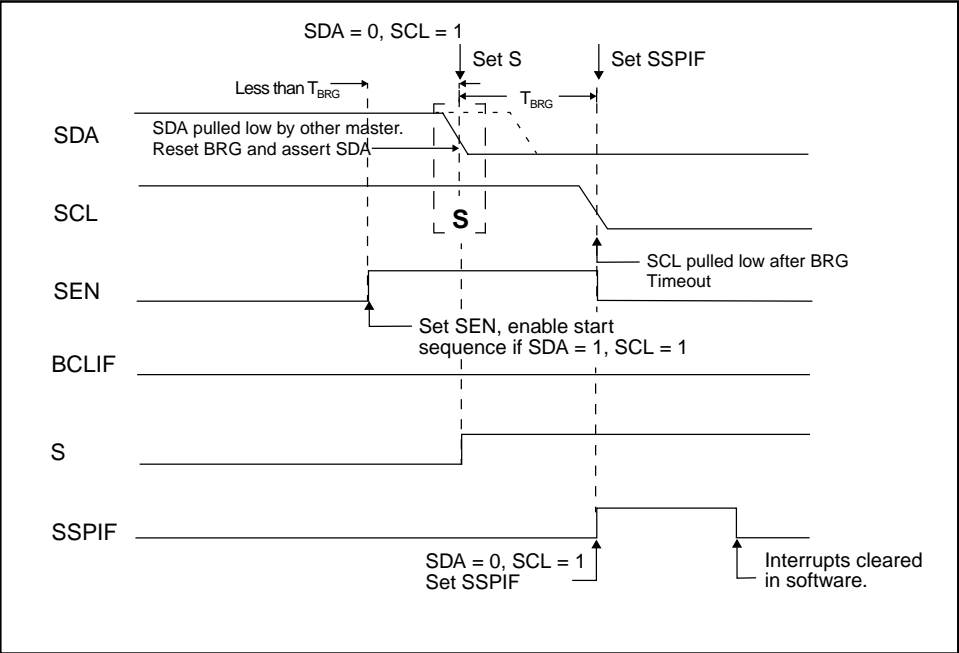 SDA = 0, SCL = 1
Set S
Set SSPIF
Less than TBRG
TBRG
SDA
SDA pulled low by other master.
Reset BRG and assert SDA
SCL
S
SCL pulled low after BRG
Timeout
SEN
Set SEN, enable start
sequence if SDA = 1, SCL = 1
BCLIF
S
SSPIF
SDA = 0, SCL = 1
Set SSPIF
Interrupts cleared
in software.